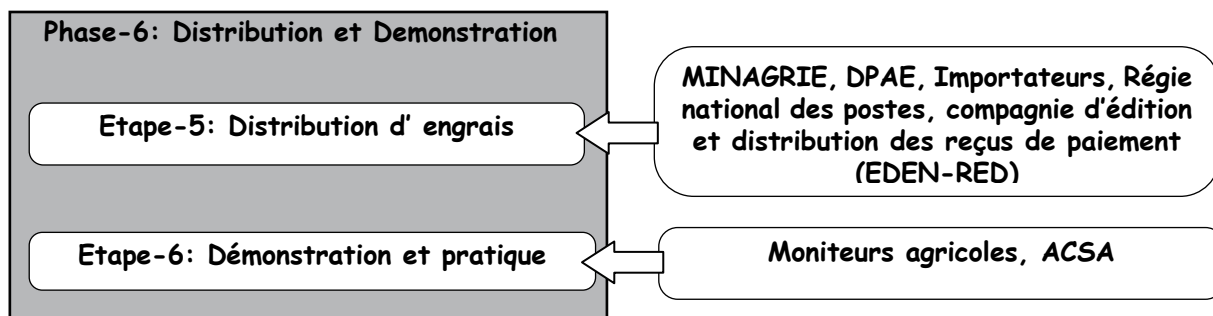 Phase-6: Distribution et Demonstration
Etape-5: Distribution d' engrais
MINAGRIE, DPAE, Importateurs, Régie
national des postes, compagnie d'édition
et distribution des reçus de paiement
(EDEN-RED)
Etape-6: Démonstration et pratique
Moniteurs agricoles, ACSA